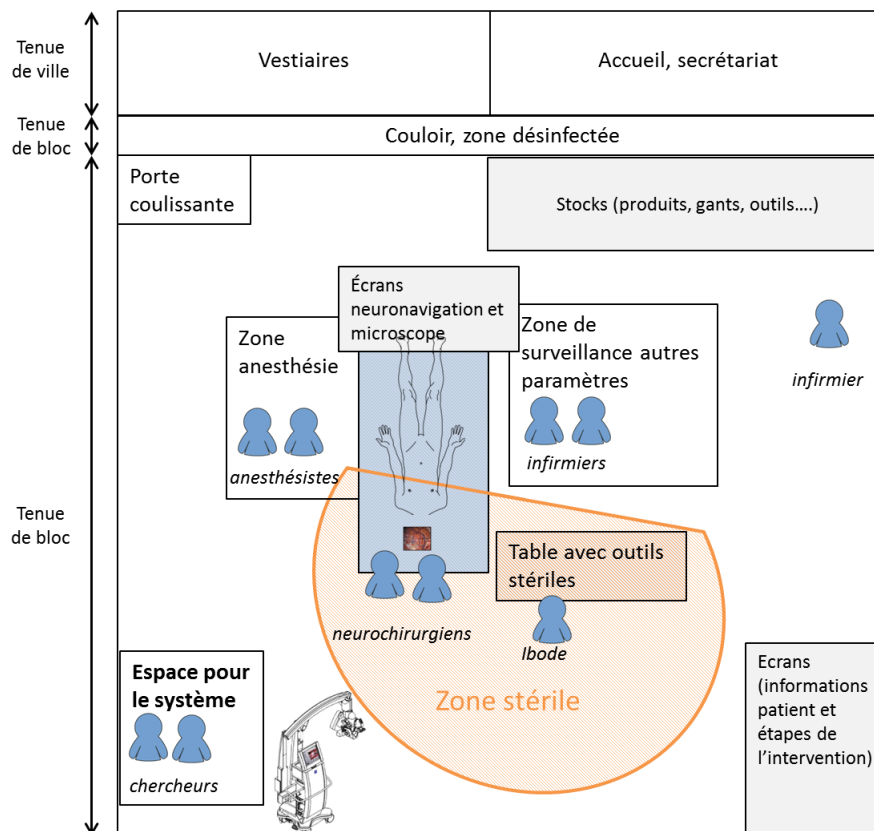 Tenue
de ville
Vestiaires
Accueil, secrétariat
Tenue
de bloc
Couloir, zone désinfectée
Porte
coulissante
Stocks (produits, gants, outils....)
Écrans
neuronavigation et
microscope
Zone
anesthésie
Zone de
surveillance autres
paramètres
infirmier
anesthésistes
infirmiers
Tenue
de bloc
Table avec outils
stériles
neurochirurgiens
Ibode
Espace pour
le système
Zone stérile
Ecrans
(informations
patient et
étapes de
l'intervention)
chercheurs